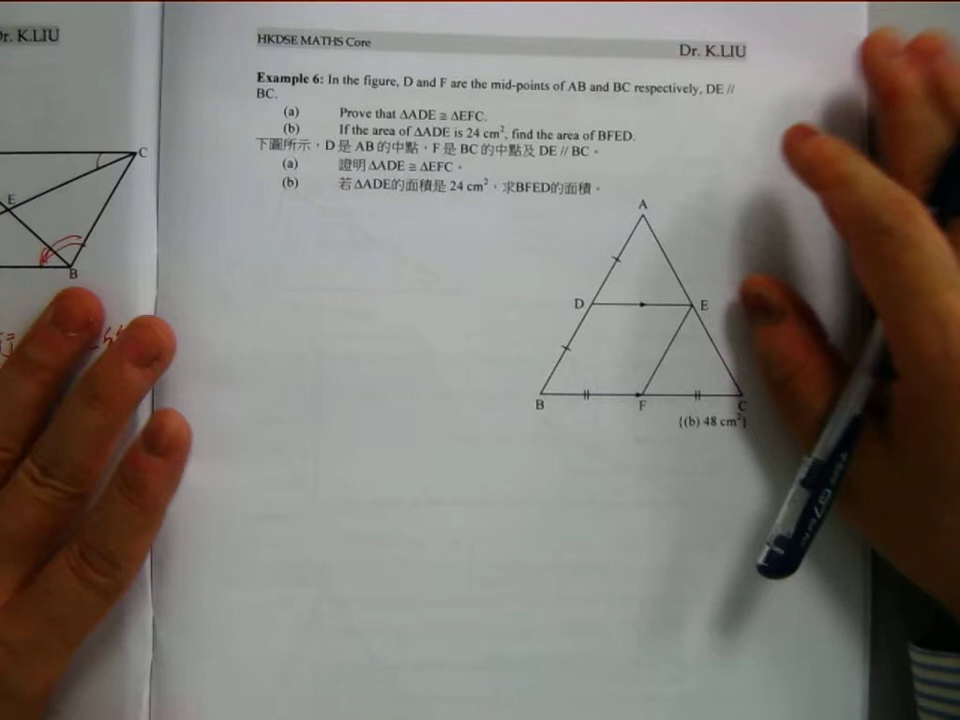 Dr. K.LIU
HKDSE MATHS Core
Dr. K.LIU
Example 6: In the figure, D and F are the mid-points of AB and BC respectively, DE //
BC.
(a) Prove that ΔADE ≅ ΔEFC.
(b) If the area of ΔADE is 24 cm², find the area of BFED.
下圖所示，D 是 AB 的中點、F 是 BC 的中點及 DE // BC。
(a) 證明 ΔADE ≅ ΔEFC。
(b) 若 ΔADE的面積是 24 cm²，求BFED的面積。
C
E
B
行
A
D
E
B
F
C
{(b) 48 cm²}